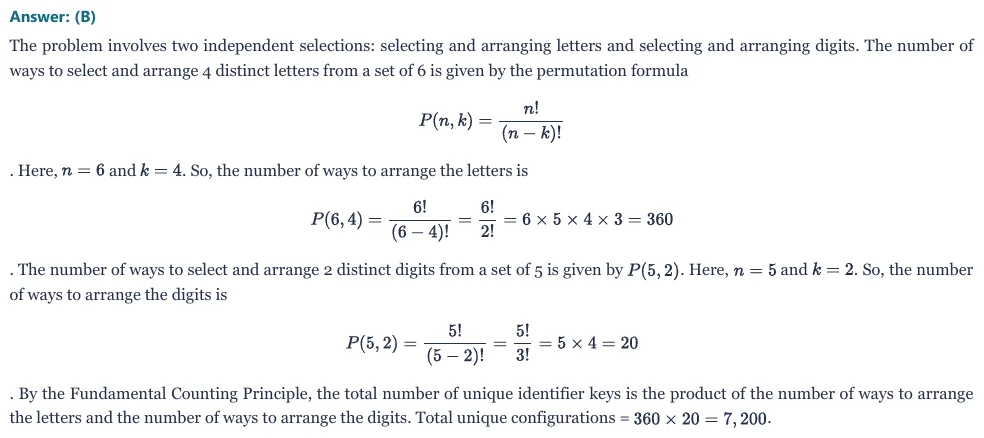 Answer: (B)
The problem involves two independent selections: selecting and arranging letters and selecting and arranging digits. The number of
ways to select and arrange 4 distinct letters from a set of 6 is given by the permutation formula
P(n, k) = n! / (n − k)!
. Here, n = 6 and k = 4. So, the number of ways to arrange the letters is
P(6, 4) = 6! / (6 − 4)! = 6! / 2! = 6 × 5 × 4 × 3 = 360
. The number of ways to select and arrange 2 distinct digits from a set of 5 is given by P(5, 2). Here, n = 5 and k = 2. So, the number
of ways to arrange the digits is
P(5, 2) = 5! / (5 − 2)! = 5! / 3! = 5 × 4 = 20
. By the Fundamental Counting Principle, the total number of unique identifier keys is the product of the number of ways to arrange
the letters and the number of ways to arrange the digits. Total unique configurations = 360 × 20 = 7, 200.